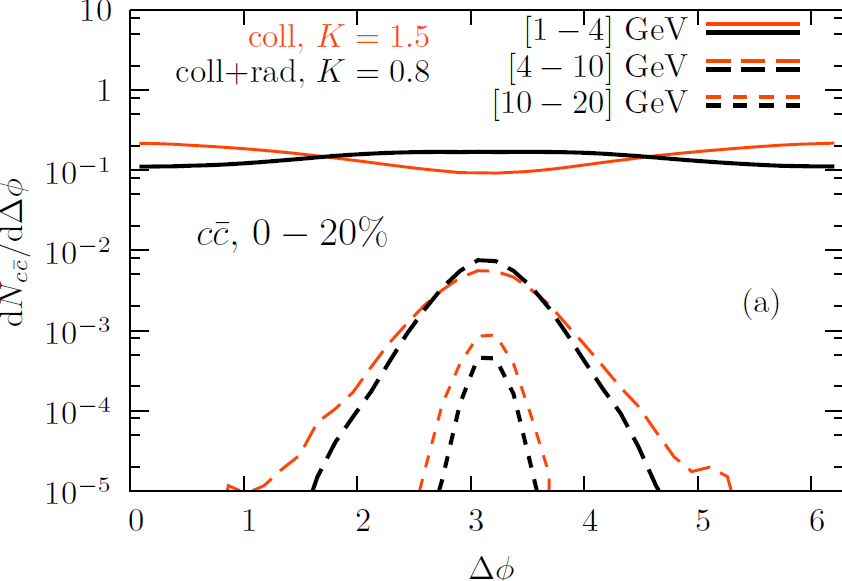 coll, K = 1.5
coll+rad, K = 0.8
[1 − 4] GeV
[4 − 10] GeV
[10 − 20] GeV
cc̄, 0 − 20%
(a)
dN_{cc̄}/dΔϕ
10
1
10^{−1}
10^{−2}
10^{−3}
10^{−4}
10^{−5}
0 1 2 3 4 5 6
Δϕ